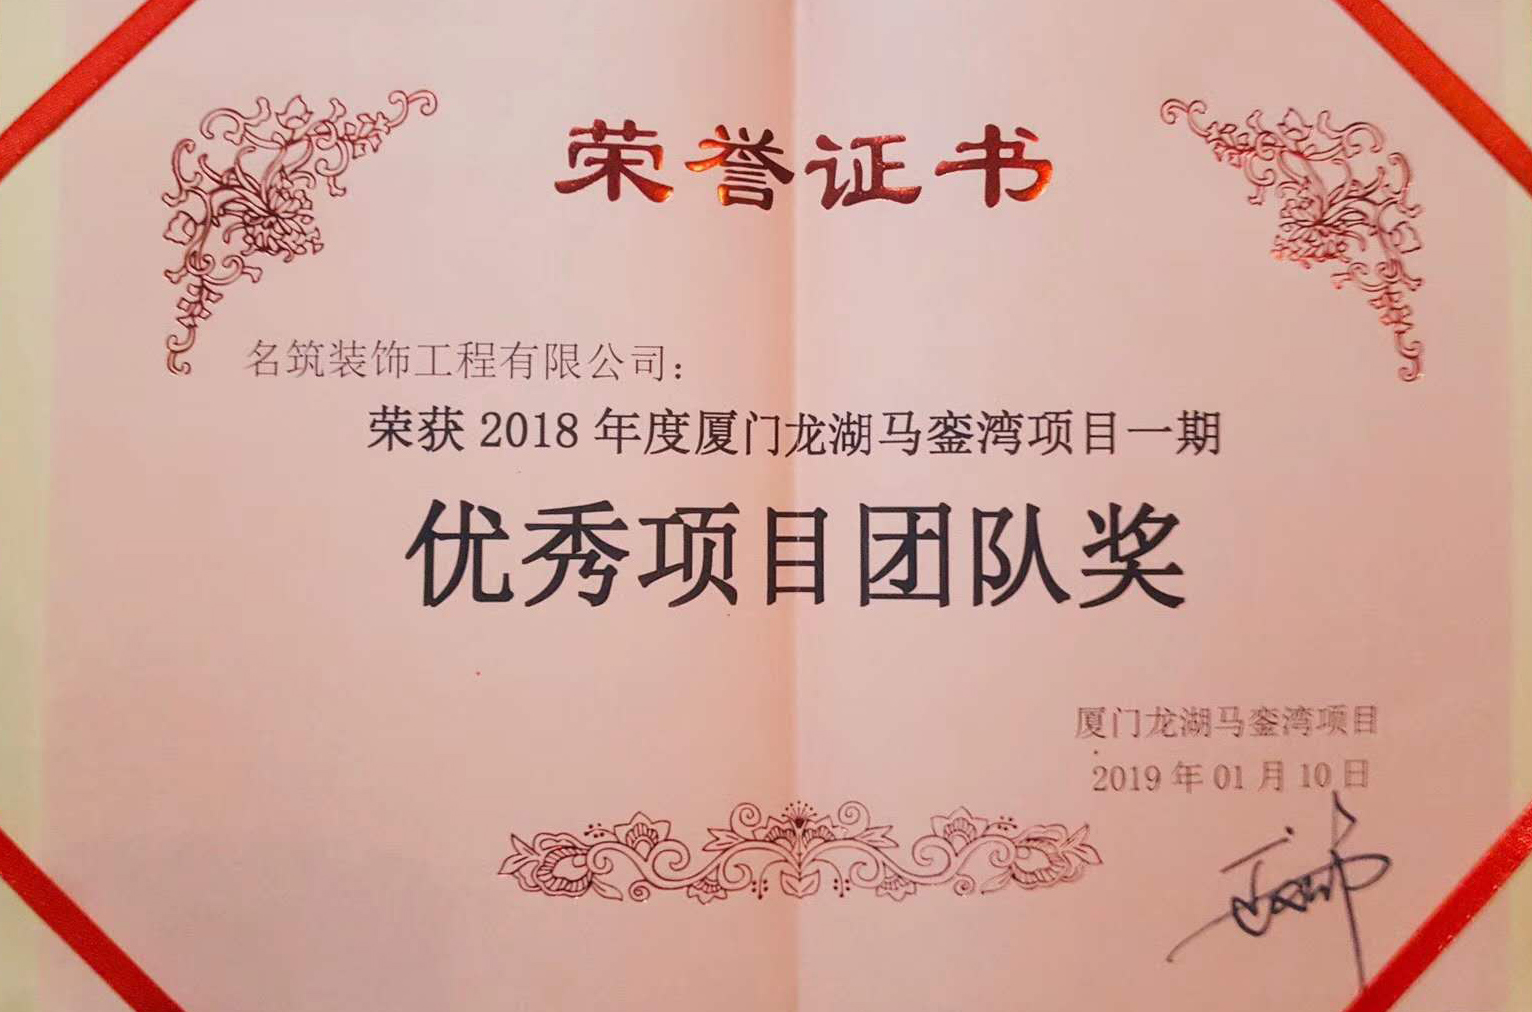 荣誉证书
名筑装饰工程有限公司：
荣获 2018 年度厦门龙湖马銮湾项目一期
优秀项目团队奖
厦门龙湖马銮湾项目
2019 年 01 月 10 日